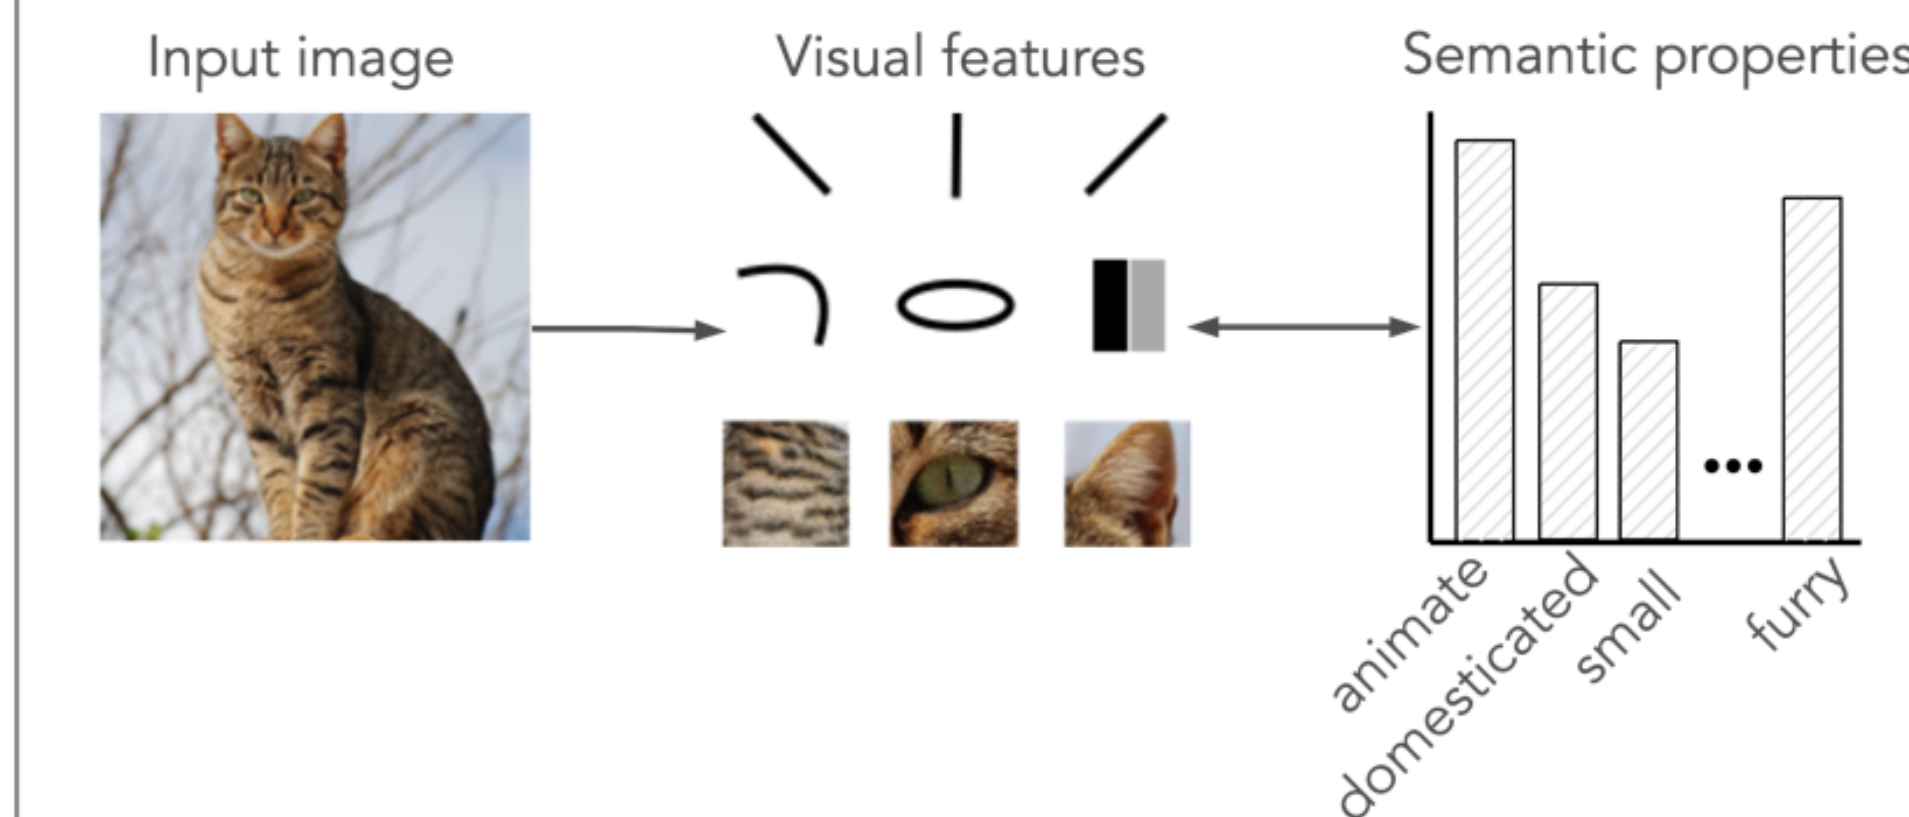 Input image
Visual features
Semantic properties
animate
domesticated
small
furry